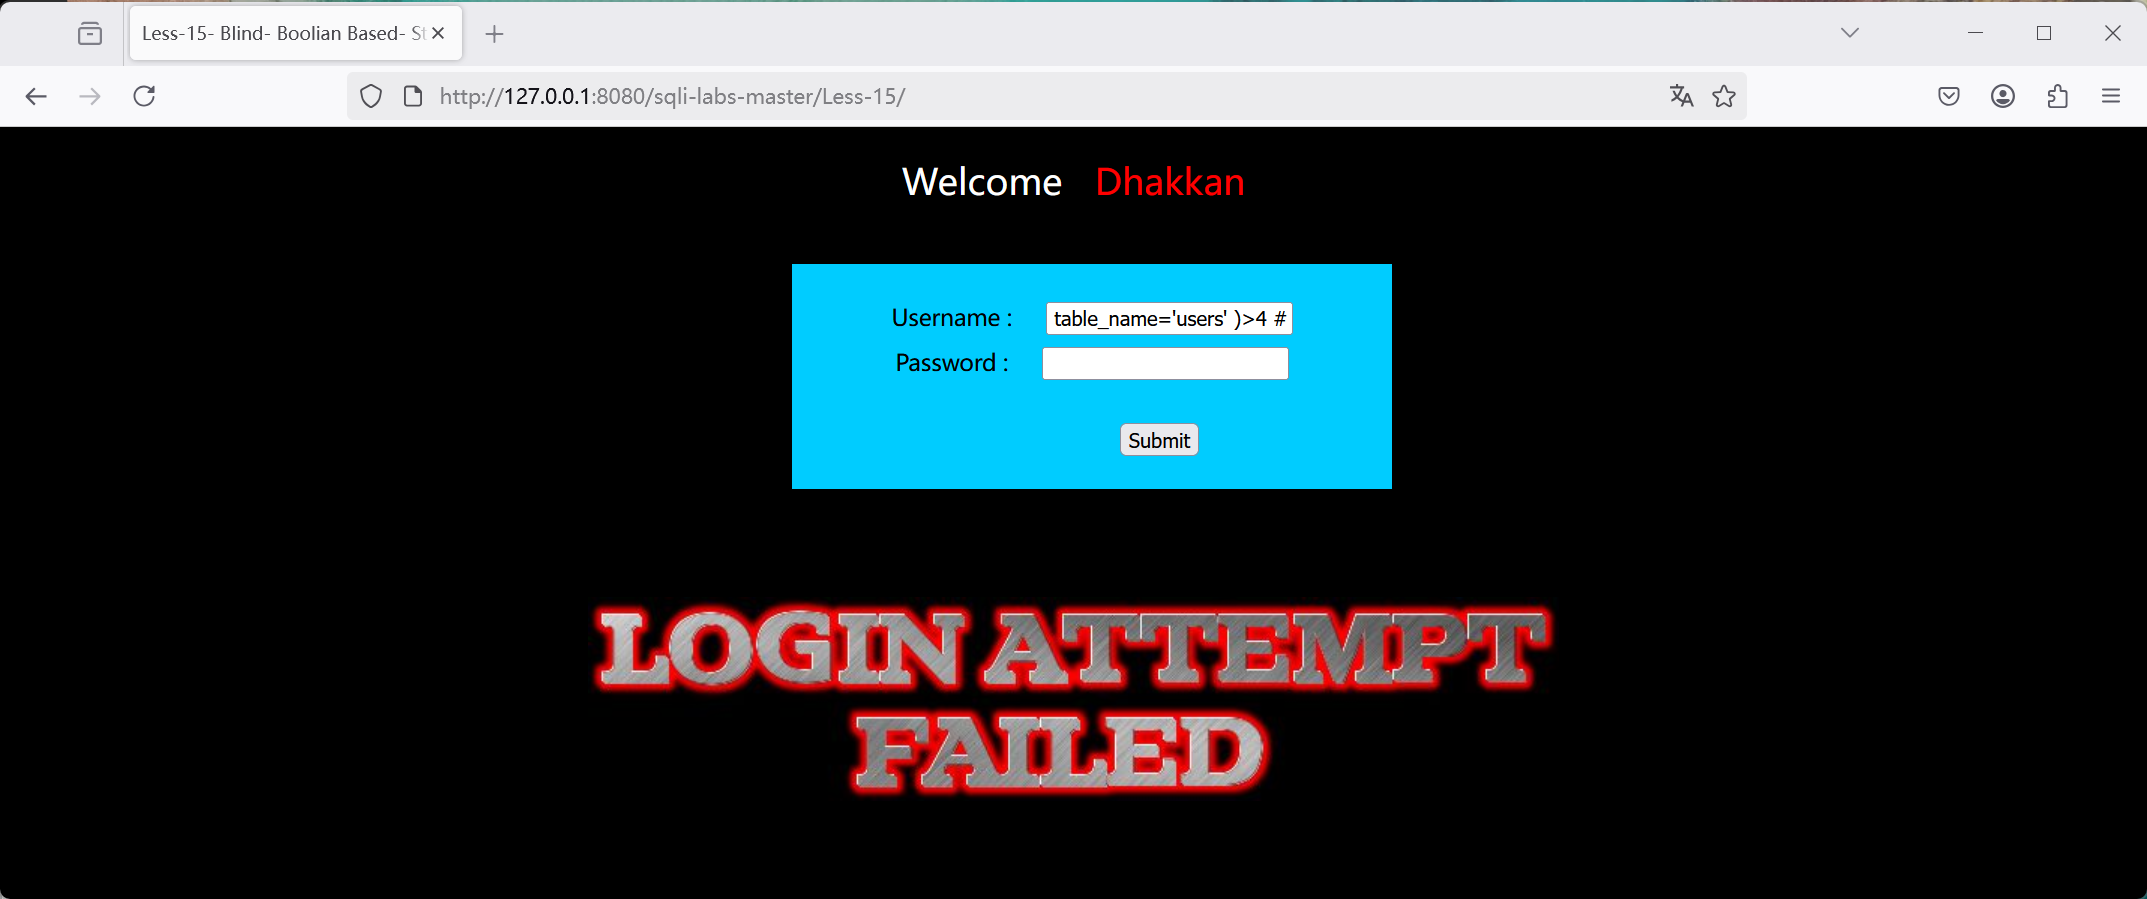 Less-15- Blind- Boolian Based- St
http://127.0.0.1:8080/sqli-labs-master/Less-15/
Welcome Dhakkan
Username : table_name='users' )>4 #
Password :
Submit
LOGIN ATTEMPT
FAILED